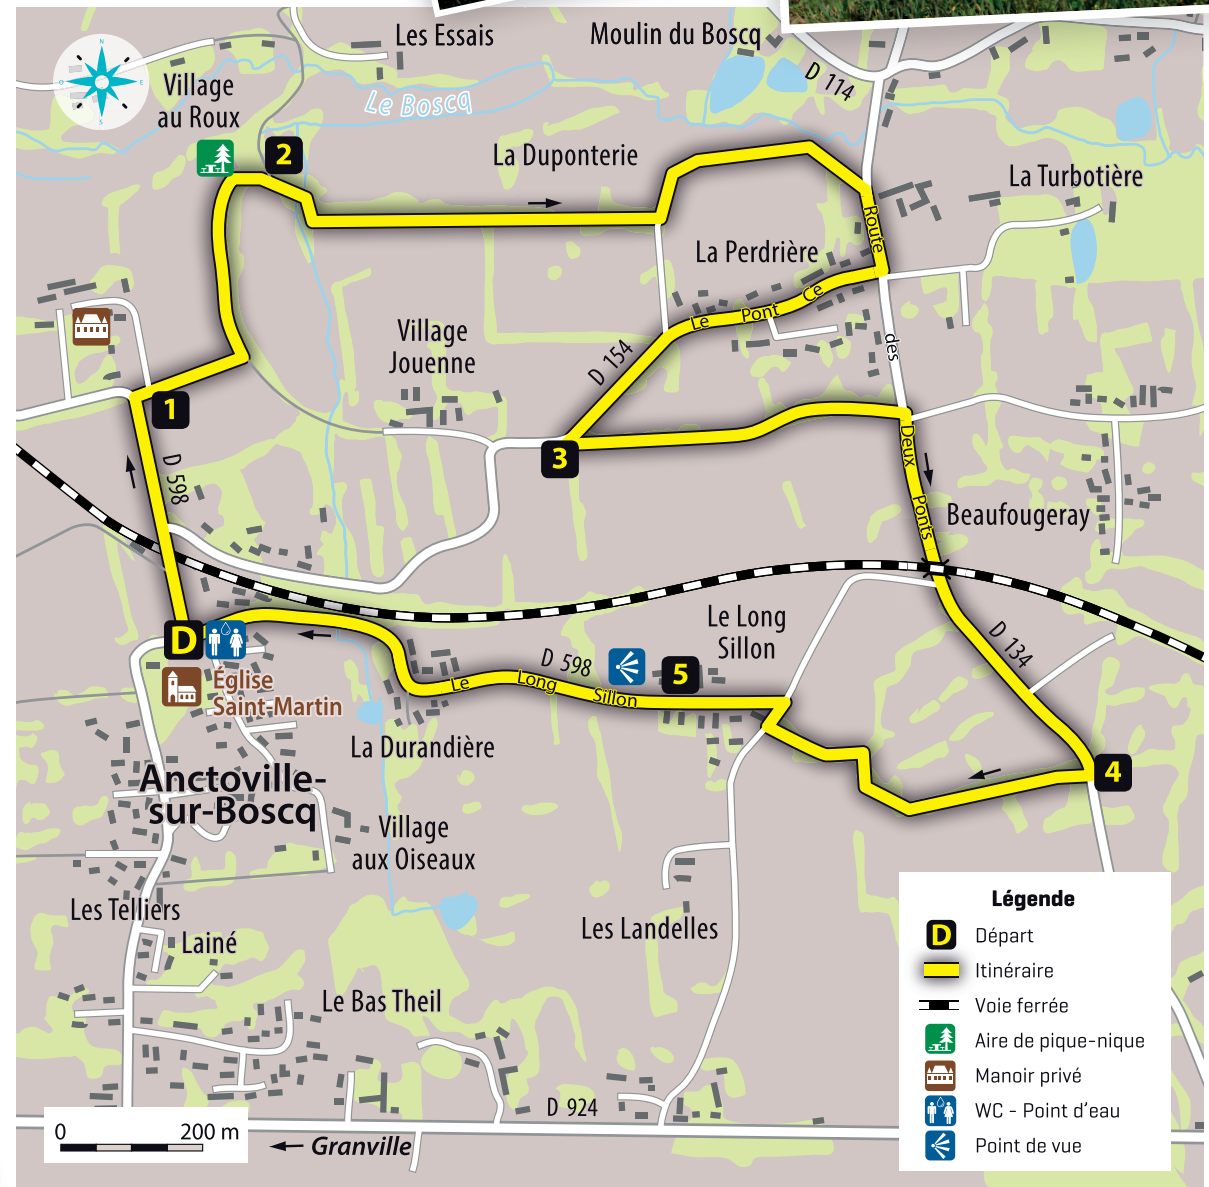 Les Essais
Moulin du Boscq
D 114
N
O
E
S
Village
au Roux
Le Boscq
2
La Duponterie
La Turbotière
Route
La Perdrière
Le Pont Ce
des
Village
Jouenne
D 154
1
D 598
3
Deux
Ponts
Beaufougeray
Le Long
Sillon
D 134
D
D 598
5
Le Long Sillon
Église
Saint-Martin
La Durandière
4
Anctoville-
sur-Boscq
Village
aux Oiseaux
Les Telliers
Lainé
Les Landelles
Le Bas Theil
D 924
0 200 m
Granville
Légende
D Départ
Itinéraire
Voie ferrée
Aire de pique-nique
Manoir privé
WC - Point d’eau
Point de vue